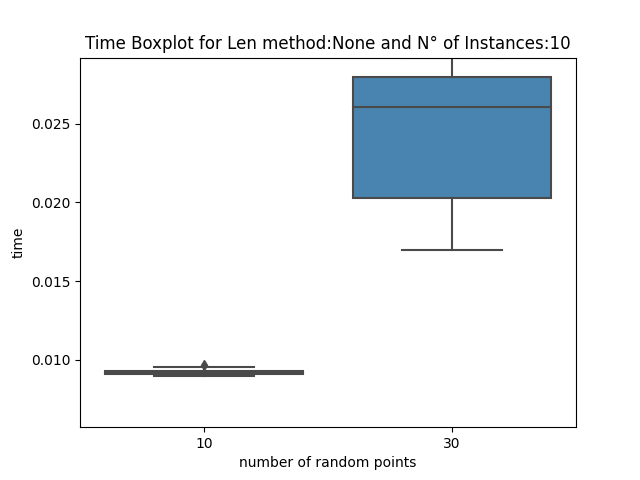 Time Boxplot for Len method:None and N° of Instances:10
0.025
0.020
0.015
0.010
time
10
30
number of random points